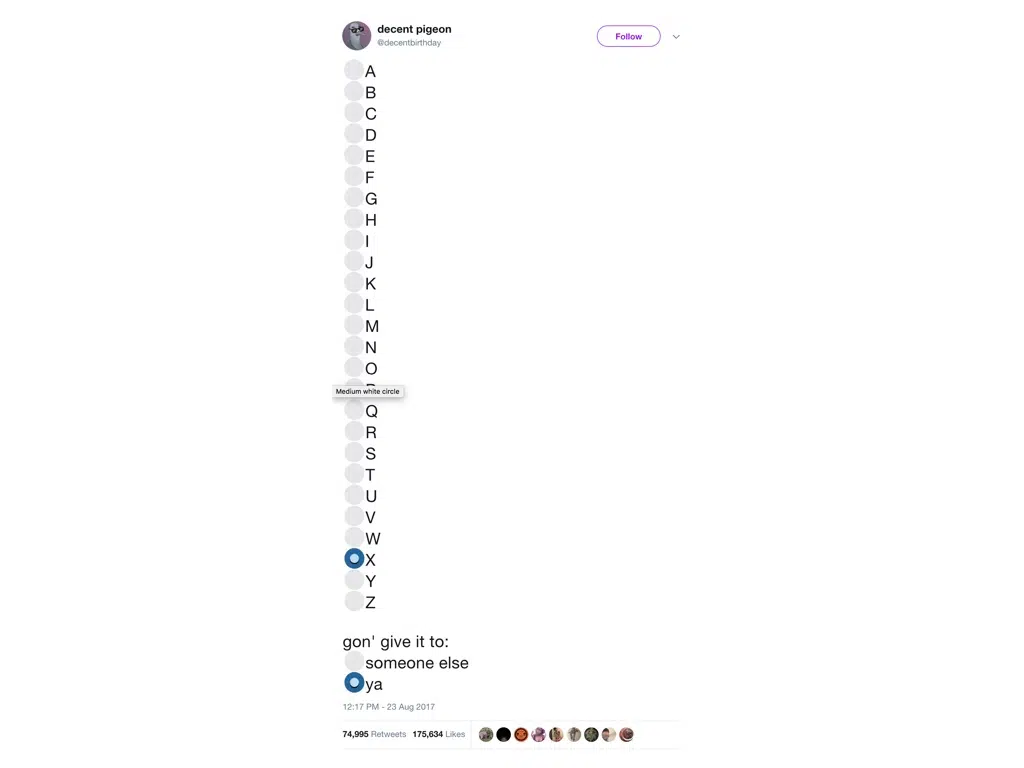 decent pigeon
@decentbirthday
Follow
A
B
C
D
E
F
G
H
I
J
K
L
M
N
O
Medium white circle
Q
R
S
T
U
V
W
X
Y
Z
gon' give it to:
someone else
ya
12:17 PM - 23 Aug 2017
74,995 Retweets 175,634 Likes